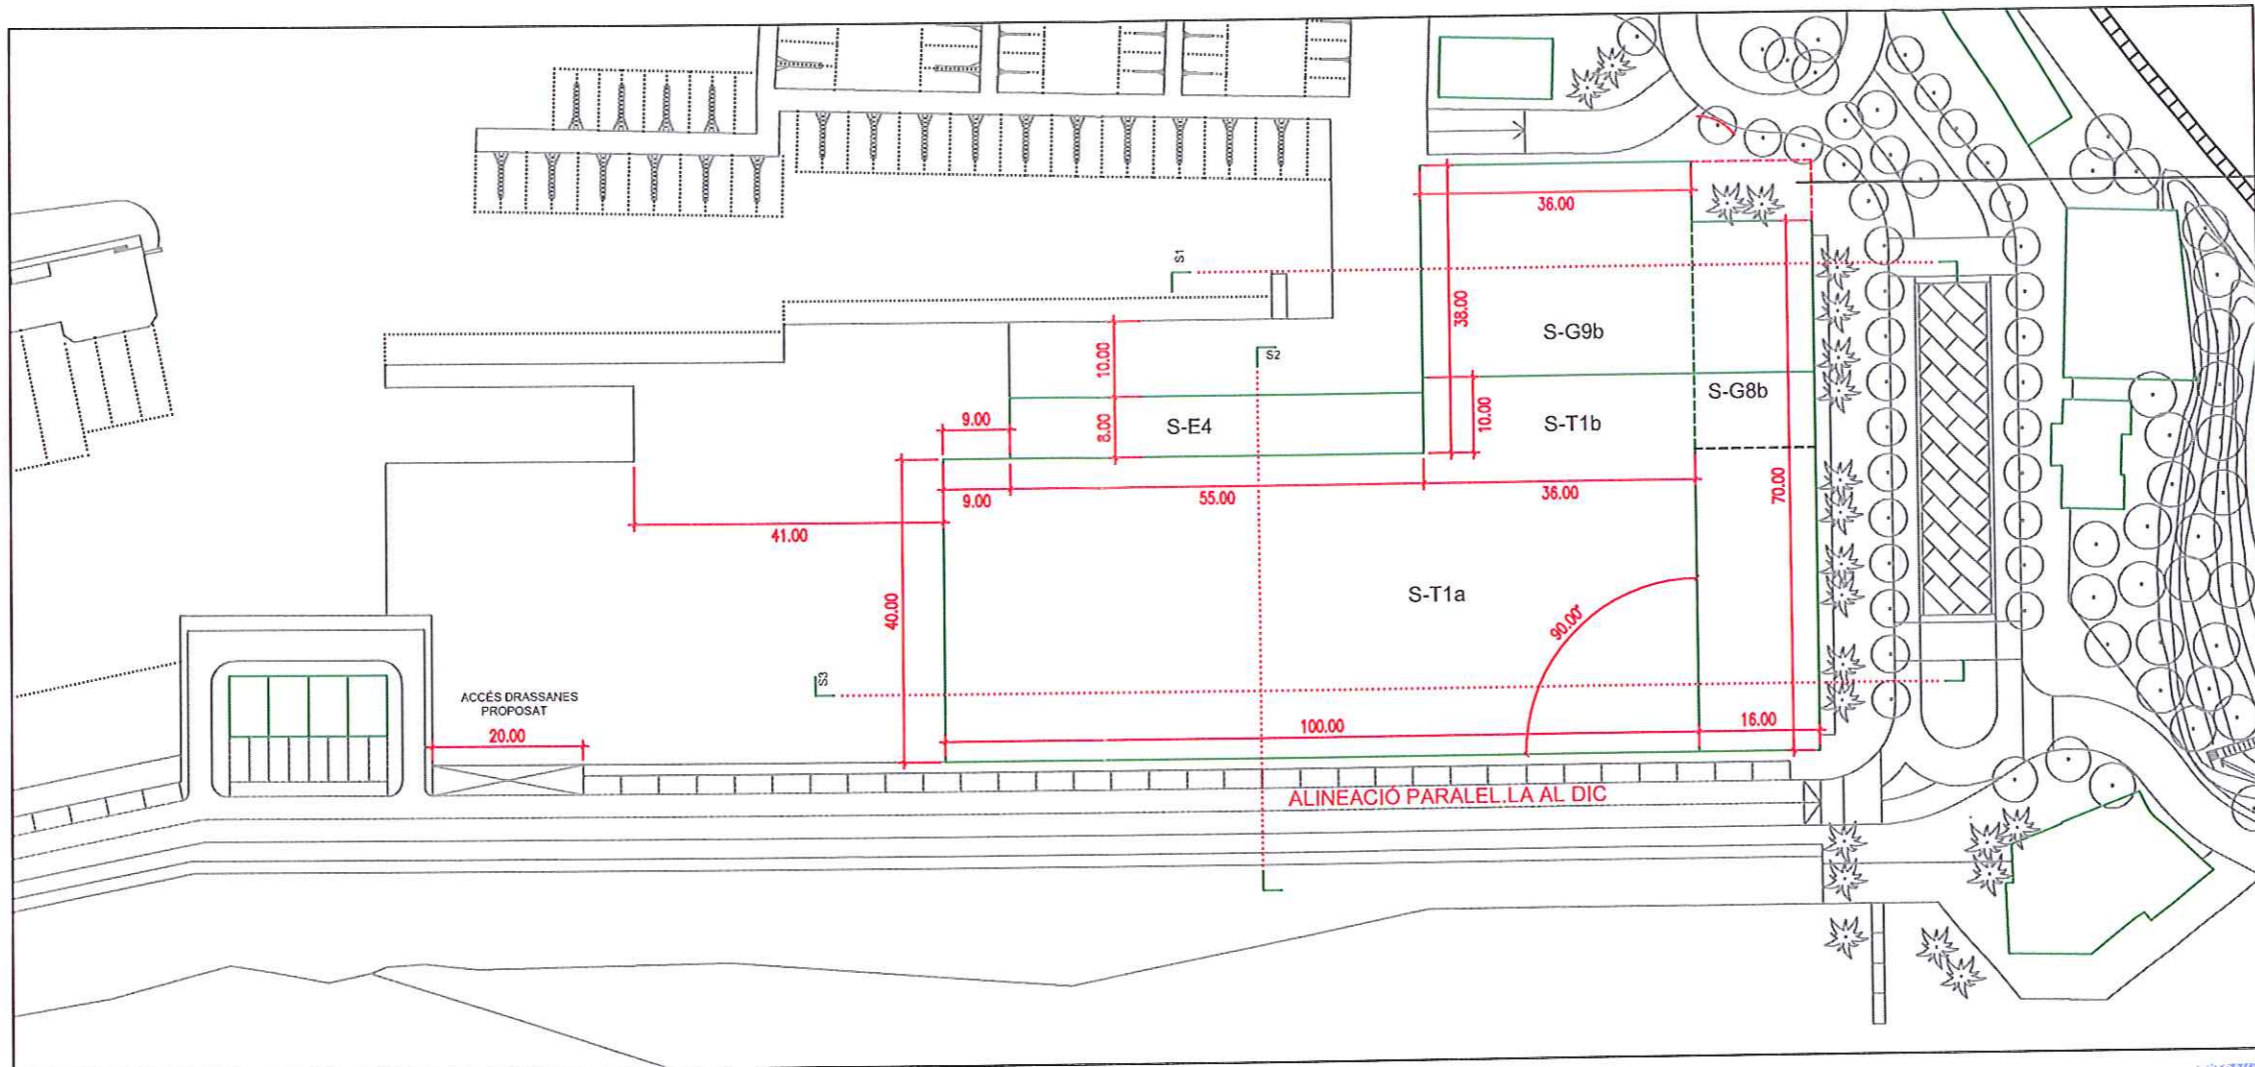 36.00
S1
38.00
S-G9b
10.00
S2
S-G8b
9.00
8.00
S-E4
10.00
S-T1b
9.00
55.00
36.00
70.00
41.00
40.00
S-T1a
90.00°
S3
ACCÉS DRASSANES
PROPOSAT
20.00
100.00
16.00
ALINEACIÓ PARALEL.LA AL DIC